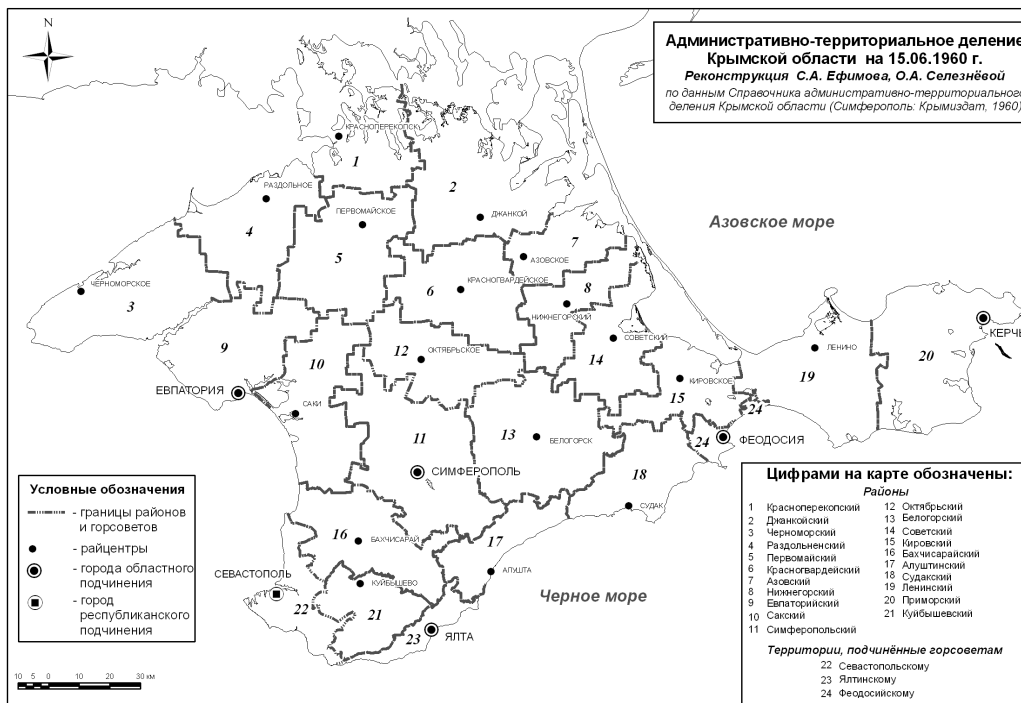 N
Административно-территориальное деление
Крымской области на 15.06.1960 г.
Реконструкция С.А. Ефимова, О.А. Селезнёвой
по данным Справочника административно-территориального
деления Крымской области (Симферополь: Крымиздат, 1960)
КРАСНОПЕРЕКОПСК
1
2
РАЗДОЛЬНОЕ
ПЕРВОМАЙСКОЕ
ДЖАНКОЙ
Азовское море
4
5
7
АЗОВСКОЕ
ЧЕРНОМОРСКОЕ
3
6
КРАСНОГВАРДЕЙСКОЕ
8
НИЖНЕГОРСКИЙ
КЕРЧЬ
9
10
12
ОКТЯБРЬСКОЕ
14
СОВЕТСКИЙ
ЛЕНИНО
19
20
ЕВПАТОРИЯ
САКИ
КИРОВСКОЕ
15
24
11
13
БЕЛОГОРСК
24
ФЕОДОСИЯ
СИМФЕРОПОЛЬ
18
СУДАК
16
БАХЧИСАРАЙ
17
АЛУШТА
СЕВАСТОПОЛЬ
КУЙБЫШЕВО
Черное море
22
21
23
ЯЛТА
Условные обозначения
- границы районов
и горсоветов
- райцентры
- города областного
подчинения
- город
республиканского
подчинения
10 5 0 10 20 30 км
Цифрами на карте обозначены:
Районы
1 Красноперекопский
2 Джанкойский
3 Черноморский
4 Раздольненский
5 Первомайский
6 Красногвардейский
7 Азовский
8 Нижнегорский
9 Евпаторийский
10 Сакский
11 Симферопольский
12 Октябрьский
13 Белогорский
14 Советский
15 Кировский
16 Бахчисарайский
17 Алуштинский
18 Судакский
19 Ленинский
20 Приморский
21 Куйбышевский
Территории, подчинённые горсоветам
22 Севастопольскому
23 Ялтинскому
24 Феодосийскому